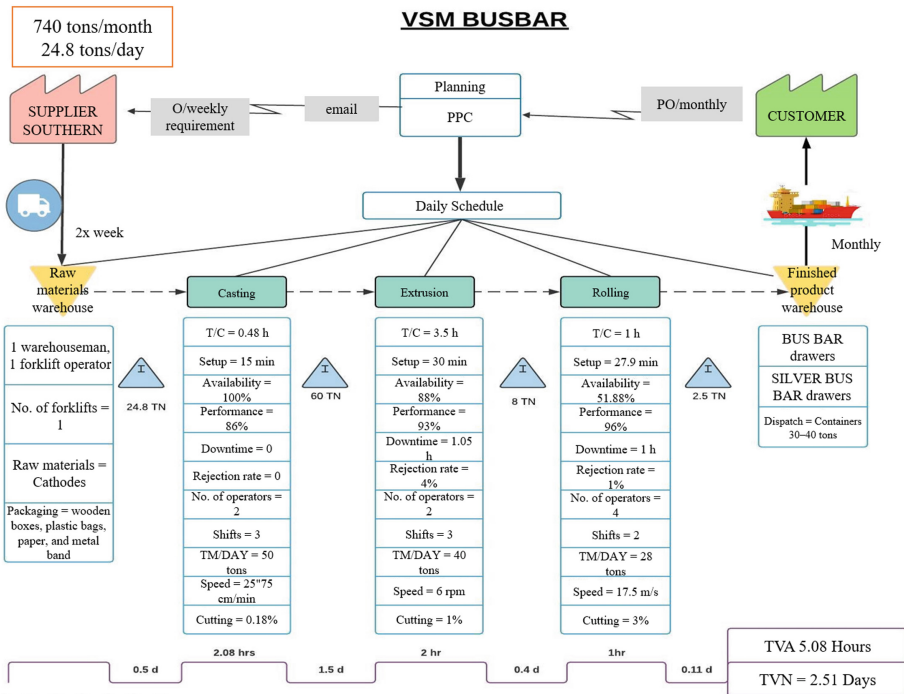 VSM BUSBAR
740 tons/month
24.8 tons/day
SUPPLIER
SOUTHERN
O/weekly
requirement
email
Planning
PPC
PO/monthly
CUSTOMER
Daily Schedule
2x week
Monthly
Raw
materials
warehouse
Casting
Extrusion
Rolling
Finished
product
warehouse
1 warehouseman,
1 forklift operator
No. of forklifts =
1
Raw materials =
Cathodes
Packaging = wooden
boxes, plastic bags,
paper, and metal
band
I
24.8 TN
T/C = 0.48 h
Setup = 15 min
Availability =
100%
Performance =
86%
Downtime = 0
Rejection rate = 0
No. of operators =
2
Shifts = 3
TM/DAY = 50
tons
Speed = 25"75
cm/min
Cutting = 0.18%
I
60 TN
T/C = 3.5 h
Setup = 30 min
Availability =
88%
Performance =
93%
Downtime = 1.05
h
Rejection rate =
4%
No. of operators =
2
Shifts = 3
TM/DAY = 40
tons
Speed = 6 rpm
Cutting = 1%
I
8 TN
T/C = 1 h
Setup = 27.9 min
Availability =
51.88%
Performance =
96%
Downtime = 1 h
Rejection rate =
1%
No. of operators =
4
Shifts = 2
TM/DAY = 28
tons
Speed = 17.5 m/s
Cutting = 3%
I
2.5 TN
BUS BAR
drawers
SILVER BUS
BAR drawers
Dispatch = Containers
30–40 tons
0.5 d
2.08 hrs
1.5 d
2 hr
0.4 d
1hr
0.11 d
TVA 5.08 Hours
TVN = 2.51 Days